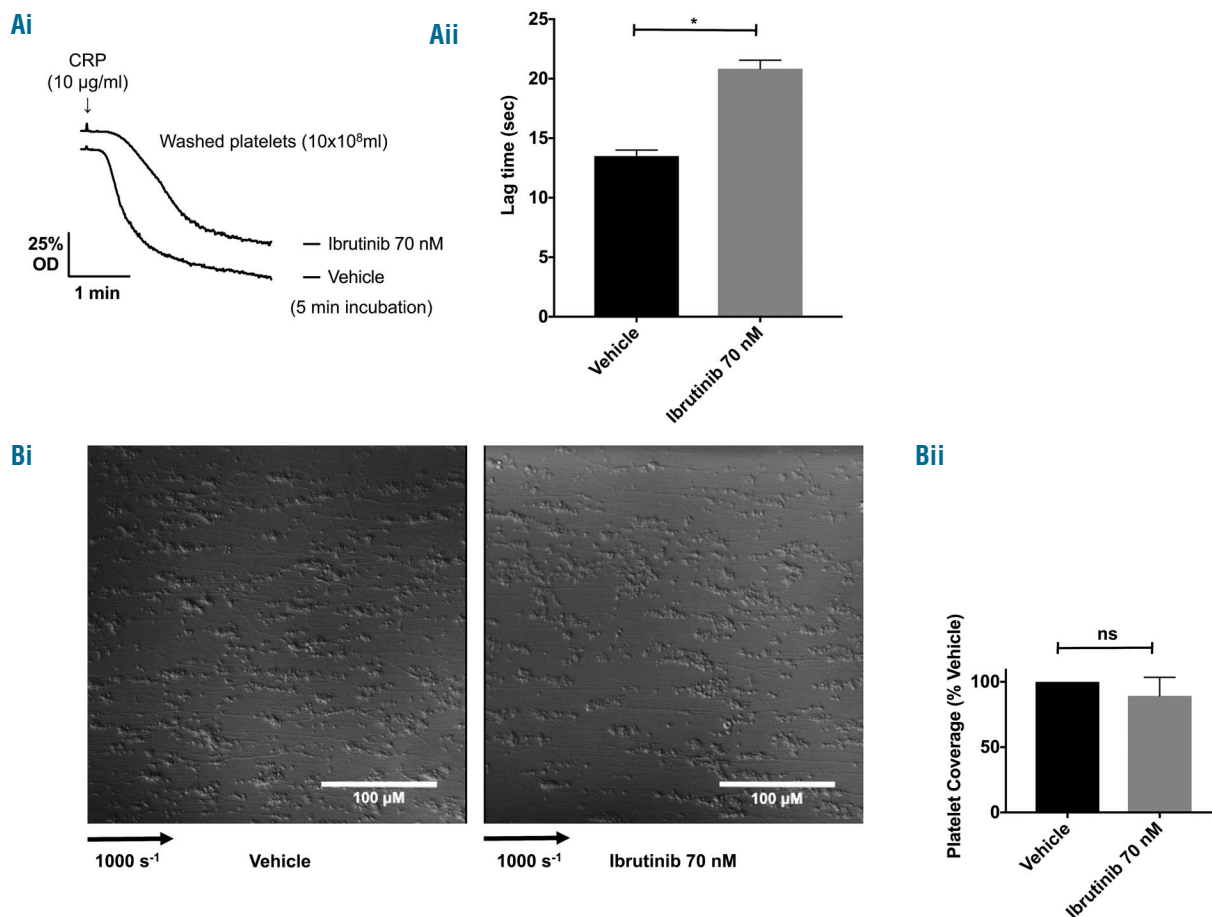 Ai
CRP
(10 µg/ml)
↓
Washed platelets (10x10⁸ml)
25%
OD
1 min
Ibrutinib 70 nM
Vehicle
(5 min incubation)
Aii
*
Lag time (sec)
25
20
15
10
5
0
Vehicle
Ibrutinib 70 nM
Bi
100 µM
1000 s⁻¹
Vehicle
100 µM
1000 s⁻¹
Ibrutinib 70 nM
Bii
ns
Platelet Coverage (% Vehicle)
100
50
0
Vehicle
Ibrutinib 70 nM